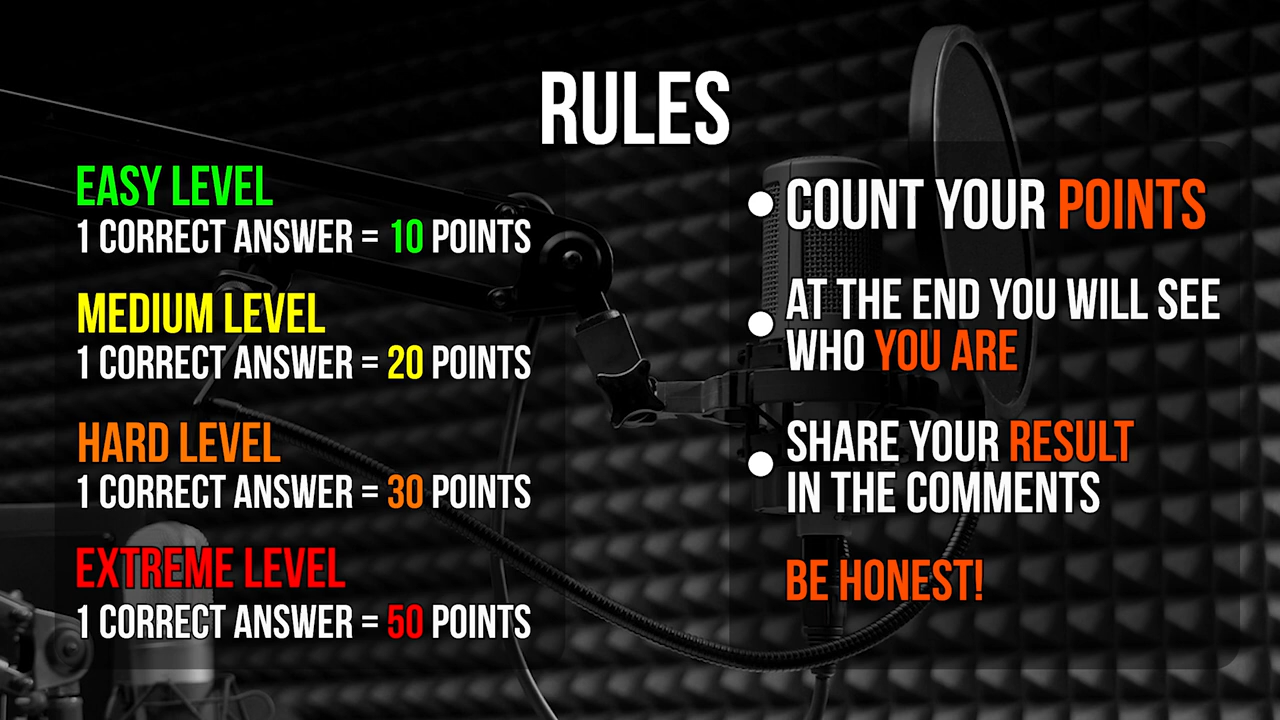 RULES
EASY LEVEL
1 CORRECT ANSWER = 10 POINTS
MEDIUM LEVEL
1 CORRECT ANSWER = 20 POINTS
HARD LEVEL
1 CORRECT ANSWER = 30 POINTS
EXTREME LEVEL
1 CORRECT ANSWER = 50 POINTS
COUNT YOUR POINTS
AT THE END YOU WILL SEE
WHO YOU ARE
SHARE YOUR RESULT
IN THE COMMENTS
BE HONEST!